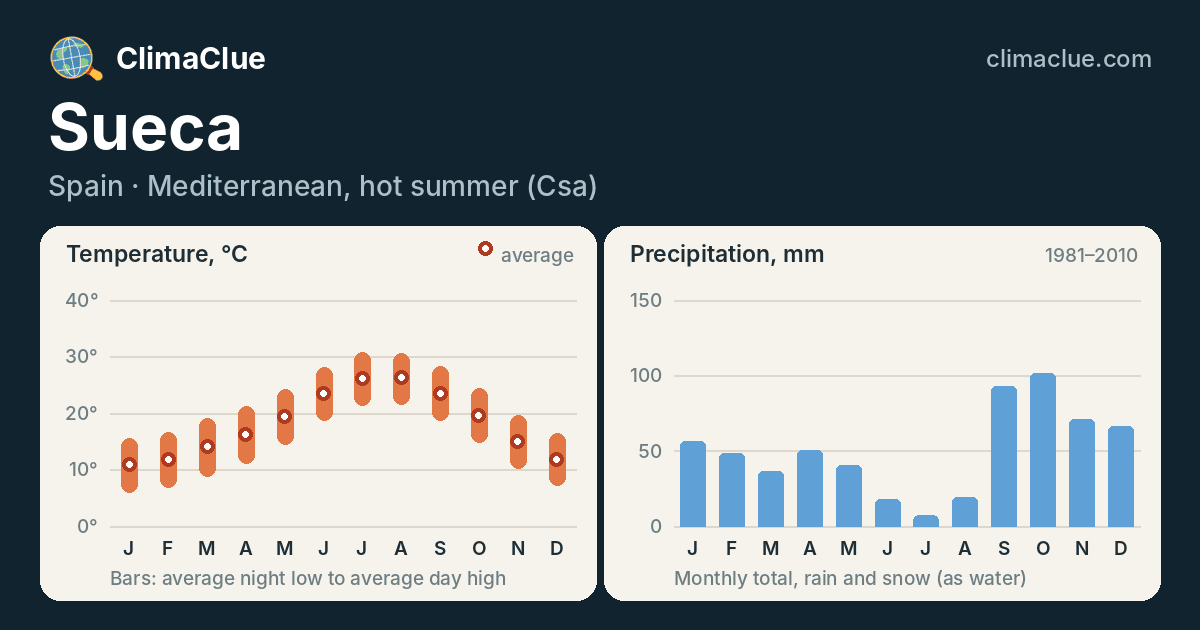 ClimaClue
climaclue.com
Sueca
Spain · Mediterranean, hot summer (Csa)
Temperature, °C
average
40°
30°
20°
10°
0°
J F M A M J J A S O N D
Bars: average night low to average day high
Precipitation, mm
1981–2010
150
100
50
0
J F M A M J J A S O N D
Monthly total, rain and snow (as water)